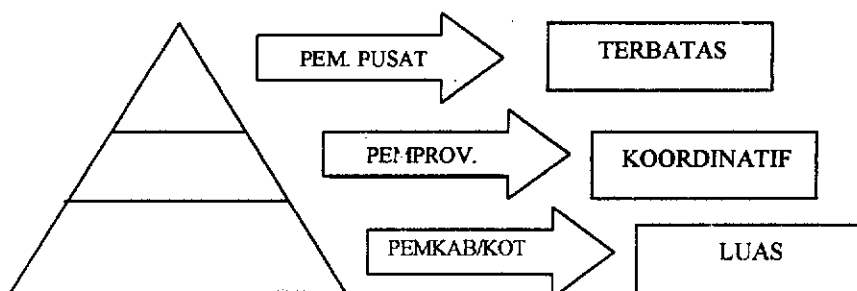 PEM. PUSAT
TERBATAS
PEMPROV.
KOORDINATIF
PEMKAB/KOT
LUAS